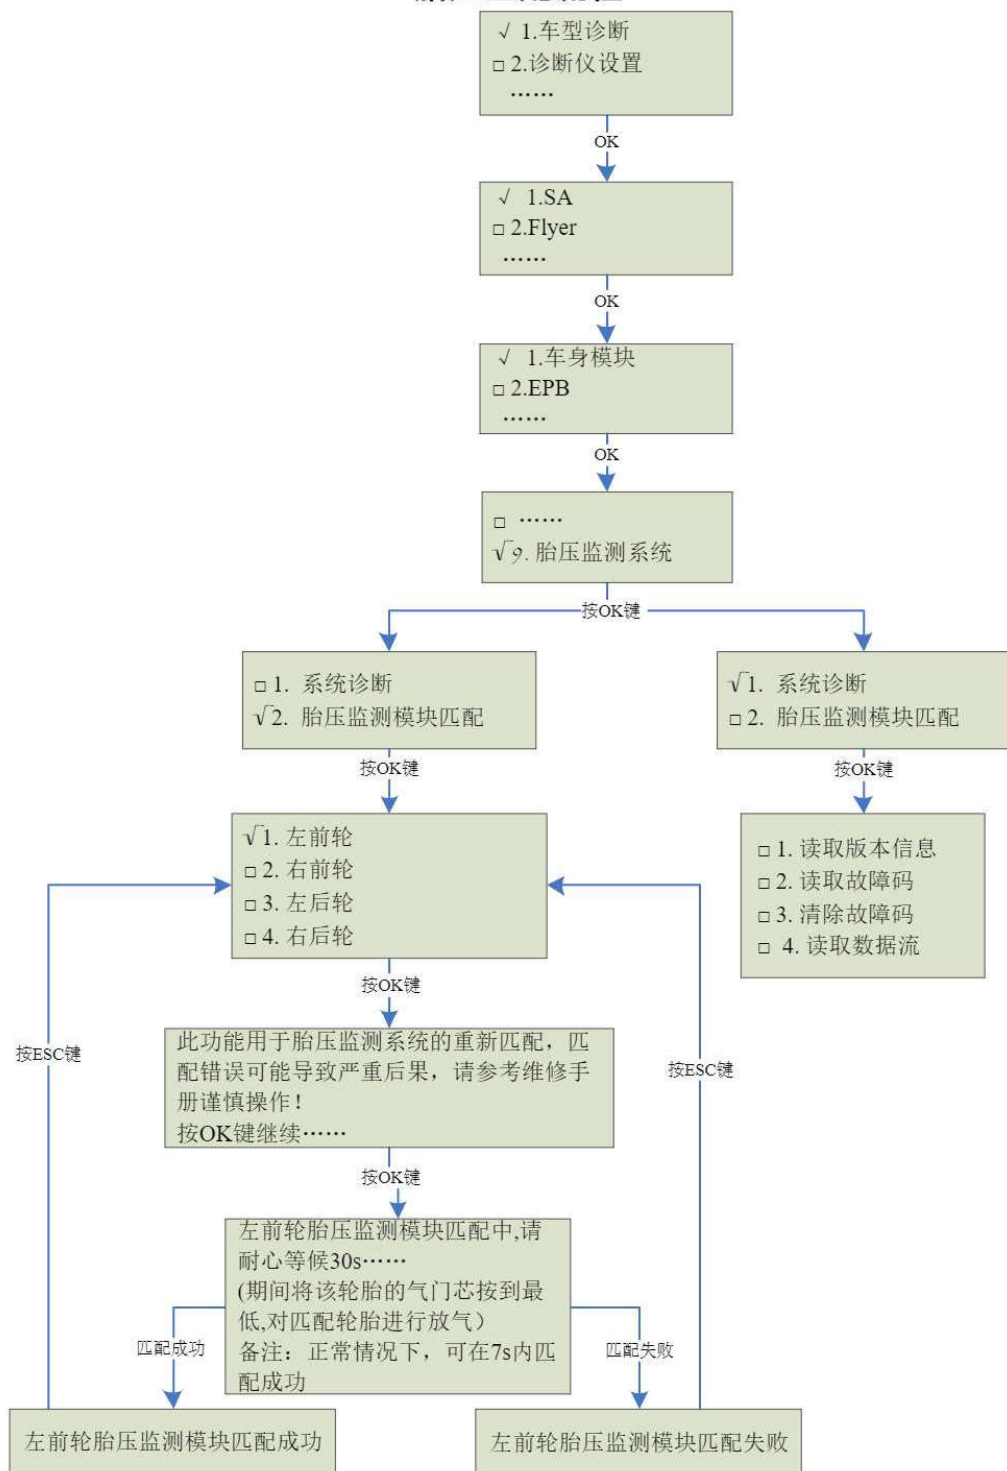 √ 1.车型诊断
□ 2.诊断仪设置
……
OK
√ 1.SA
□ 2.Flyer
……
OK
√ 1.车身模块
□ 2.EPB
……
OK
□ ……
√9. 胎压监测系统
按OK键
□ 1. 系统诊断
√2. 胎压监测模块匹配
√1. 系统诊断
□ 2. 胎压监测模块匹配
按OK键
按OK键
√1. 左前轮
□ 2. 右前轮
□ 3. 左后轮
□ 4. 右后轮
□ 1. 读取版本信息
□ 2. 读取故障码
□ 3. 清除故障码
□ 4. 读取数据流
按OK键
此功能用于胎压监测系统的重新匹配，匹
配错误可能导致严重后果，请参考维修手
册谨慎操作！
按OK键继续……
按ESC键
按ESC键
按OK键
左前轮胎压监测模块匹配中,请
耐心等候30s……
(期间将该轮胎的气门芯按到最
低,对匹配轮胎进行放气）
备注：正常情况下，可在7s内匹
配成功
匹配成功
匹配失败
左前轮胎压监测模块匹配成功
左前轮胎压监测模块匹配失败